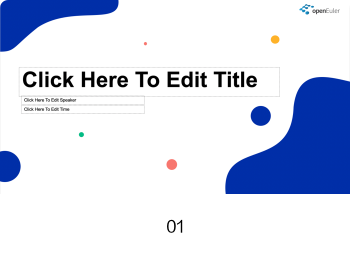 openEuler
Click Here To Edit Title
Click Here To Edit Speaker
Click Here To Edit Time
01